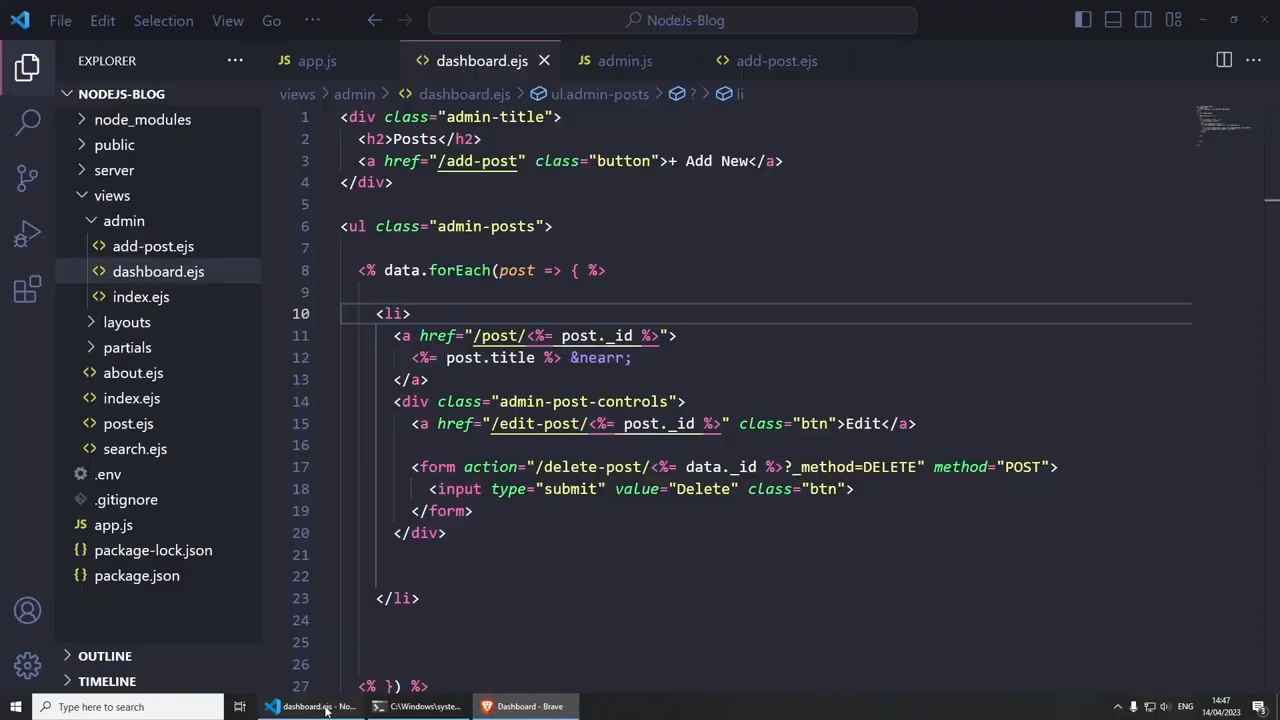 File Edit Selection View Go ··· NodeJs-Blog
EXPLORER ···
NODEJS-BLOG
node_modules
public
server
views
admin
add-post.ejs
dashboard.ejs
index.ejs
layouts
partials
about.ejs
index.ejs
post.ejs
search.ejs
.env
.gitignore
JS app.js
{} package-lock.json
{} package.json
OUTLINE
TIMELINE
JS app.js <> dashboard.ejs JS admin.js <> add-post.ejs
views > admin > <> dashboard.ejs > ul.admin-posts > ? > li
1 <div class="admin-title">
2 <h2>Posts</h2>
3 <a href="/add-post" class="button">+ Add New</a>
4 </div>
5
6 <ul class="admin-posts">
7
8 <% data.forEach(post => { %>
9
10 <li>
11 <a href="/post/<%= post._id %>">
12 <%= post.title %> &nearr;
13 </a>
14 <div class="admin-post-controls">
15 <a href="/edit-post/<%= post._id %>" class="btn">Edit</a>
16
17 <form action="/delete-post/<%= data._id %>?_method=DELETE" method="POST">
18 <input type="submit" value="Delete" class="btn">
19 </form>
20 </div>
21
22
23 </li>
24
25
26
27 <% }) %>
Type here to search
dashboard.ejs - No...
C:\Windows\syste...
Dashboard - Brave
ENG
14:47
14/04/2023
3